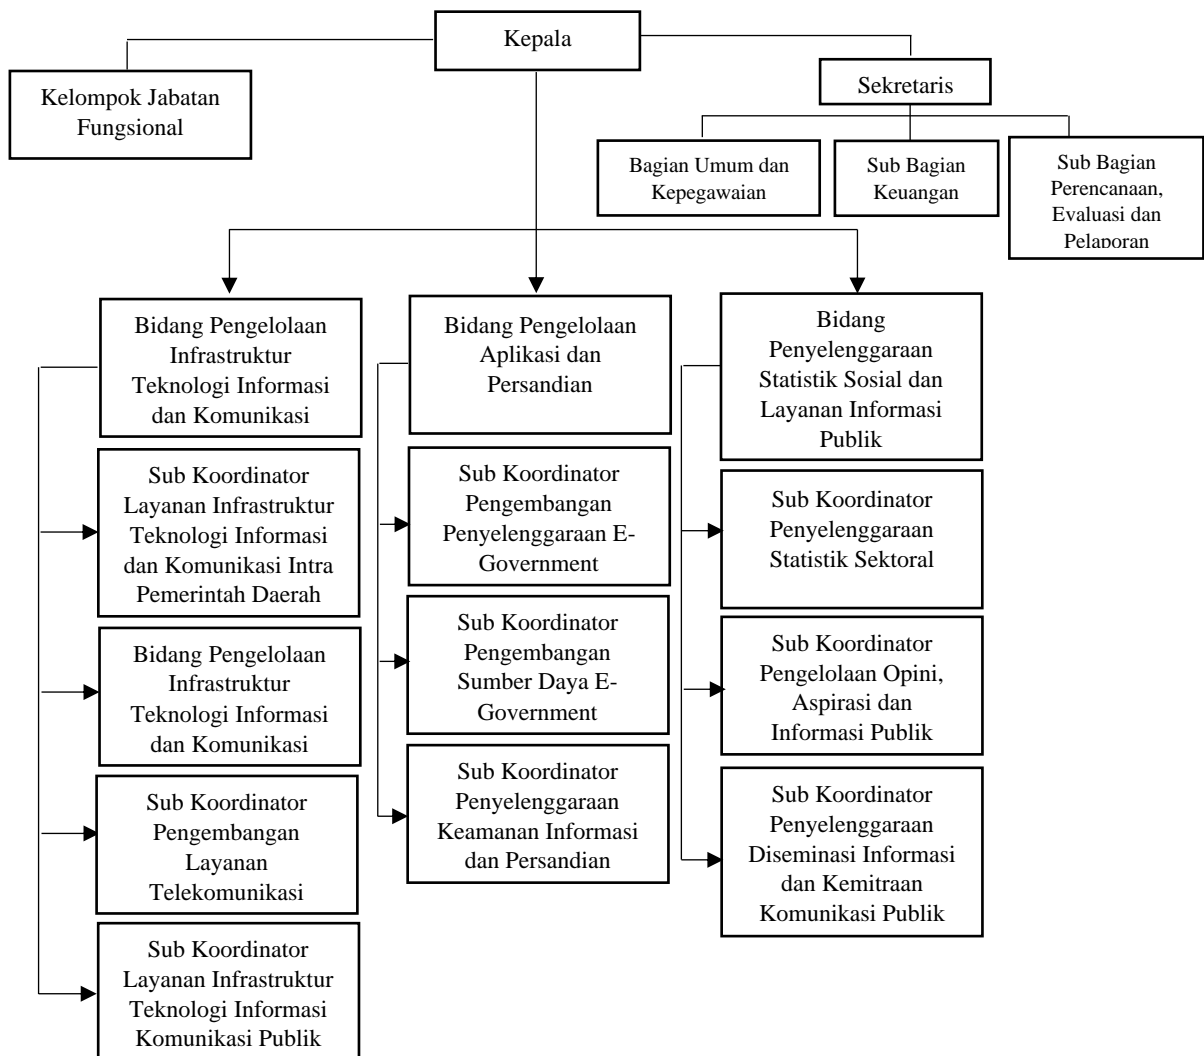 Kepala
Kelompok Jabatan
Fungsional
Sekretaris
Bagian Umum dan
Kepegawaian
Sub Bagian
Keuangan
Sub Bagian
Perencanaan,
Evaluasi dan
Pelaporan
Bidang Pengelolaan
Infrastruktur
Teknologi Informasi
dan Komunikasi
Sub Koordinator
Layanan Infrastruktur
Teknologi Informasi
dan Komunikasi Intra
Pemerintah Daerah
Bidang Pengelolaan
Infrastruktur
Teknologi Informasi
dan Komunikasi
Sub Koordinator
Pengembangan
Layanan
Telekomunikasi
Sub Koordinator
Layanan Infrastruktur
Teknologi Informasi
Komunikasi Publik
Bidang Pengelolaan
Aplikasi dan
Persandian
Sub Koordinator
Pengembangan
Penyelenggaraan E-
Government
Sub Koordinator
Pengembangan
Sumber Daya E-
Government
Sub Koordinator
Penyelenggaraan
Keamanan Informasi
dan Persandian
Bidang
Penyelenggaraan
Statistik Sosial dan
Layanan Informasi
Publik
Sub Koordinator
Penyelenggaraan
Statistik Sektoral
Sub Koordinator
Pengelolaan Opini,
Aspirasi dan
Informasi Publik
Sub Koordinator
Penyelenggaraan
Diseminasi Informasi
dan Kemitraan
Komunikasi Publik